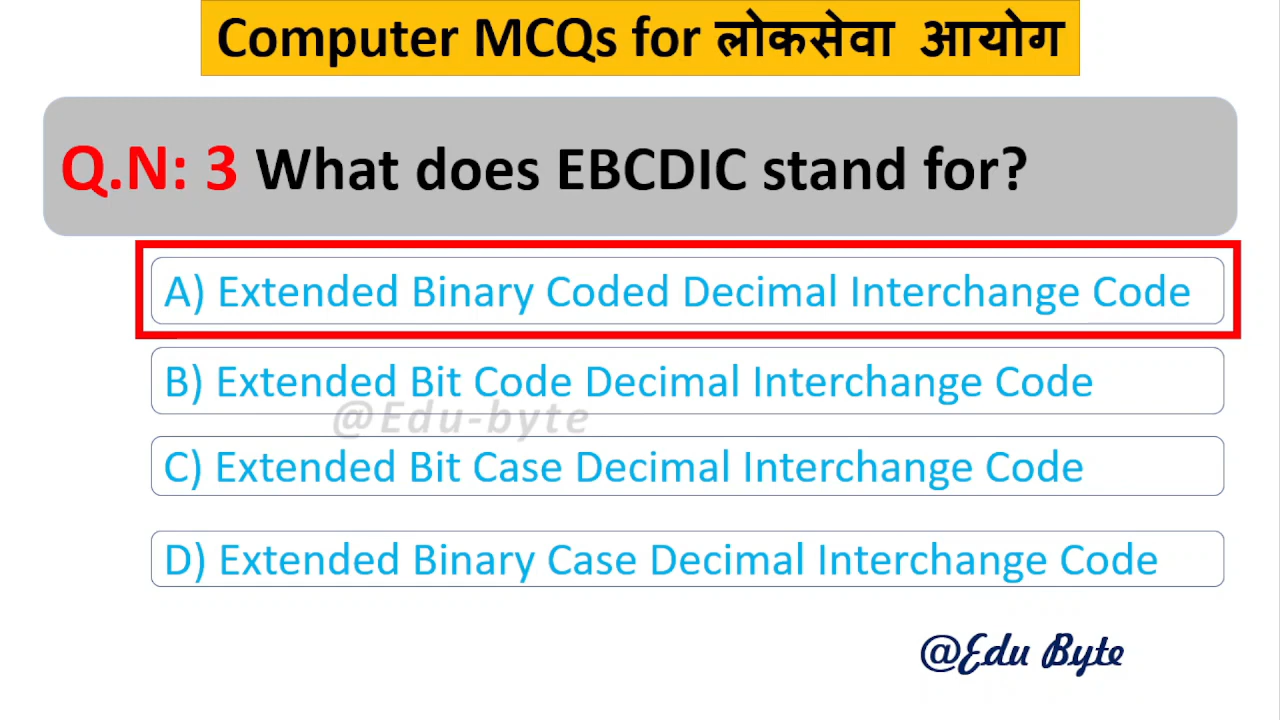 Computer MCQs for लोकसेवा आयोग
Q.N: 3 What does EBCDIC stand for?
A) Extended Binary Coded Decimal Interchange Code
B) Extended Bit Code Decimal Interchange Code
@Edu-byte
C) Extended Bit Case Decimal Interchange Code
D) Extended Binary Case Decimal Interchange Code
@Edu Byte